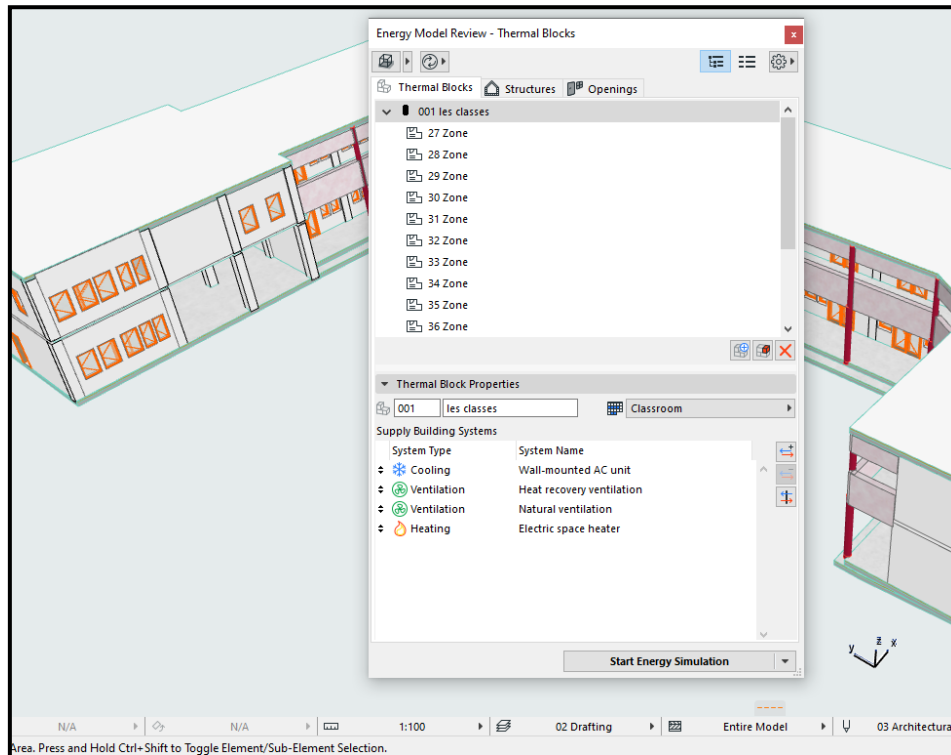 Energy Model Review - Thermal Blocks
x
Thermal Blocks Structures Openings
001 les classes
27 Zone
28 Zone
29 Zone
30 Zone
31 Zone
32 Zone
33 Zone
34 Zone
35 Zone
36 Zone
Thermal Block Properties
001 les classes Classroom
Supply Building Systems
System Type System Name
Cooling Wall-mounted AC unit
Ventilation Heat recovery ventilation
Ventilation Natural ventilation
Heating Electric space heater
Start Energy Simulation
y z x
N/A N/A 1:100 02 Drafting Entire Model 03 Architectura
Area. Press and Hold Ctrl+Shift to Toggle Element/Sub-Element Selection.